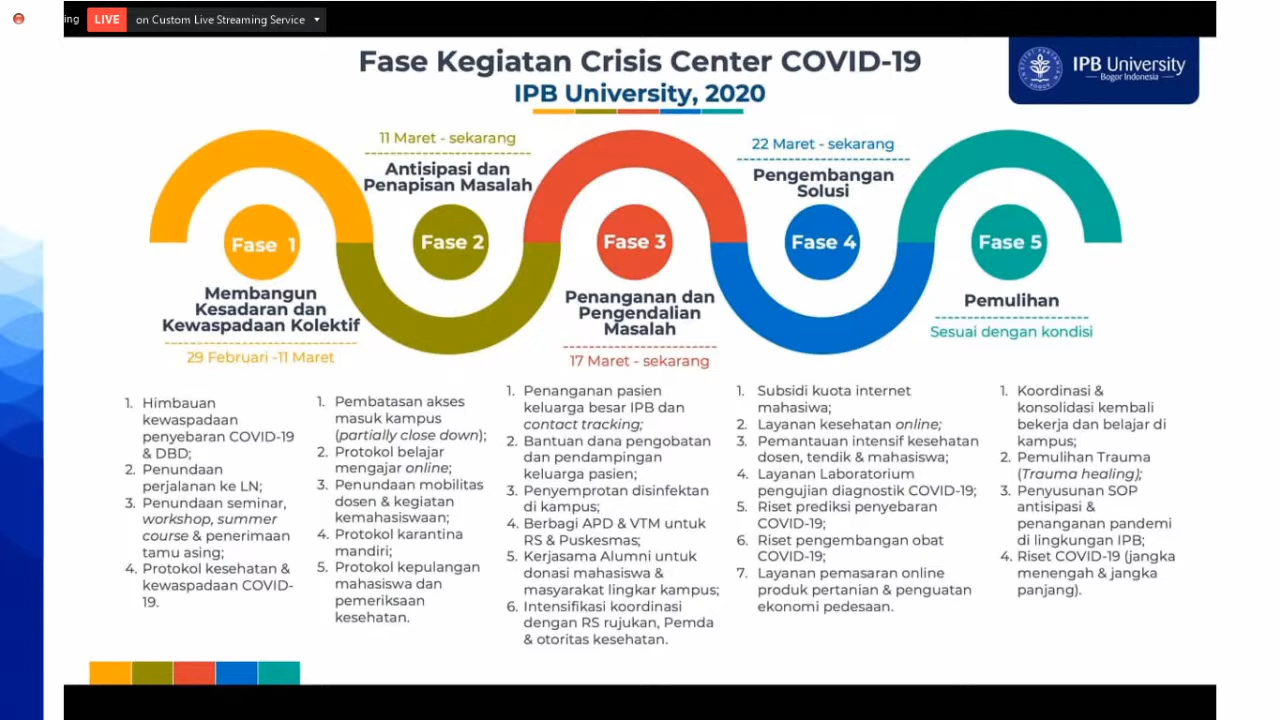 ing LIVE on Custom Live Streaming Service
Fase Kegiatan Crisis Center COVID-19
IPB University, 2020
IPB University
Bogor Indonesia
Fase 1
Membangun
Kesadaran dan
Kewaspadaan Kolektif
29 Februari -11 Maret
1. Himbauan
kewaspadaan
penyebaran COVID-19
& DBD;
2. Penundaan
perjalanan ke LN;
3. Penundaan seminar,
workshop, summer
course & penerimaan
tamu asing;
4. Protokol kesehatan &
kewaspadaan COVID-
19.
11 Maret - sekarang
Antisipasi dan
Penapisan Masalah
Fase 2
1. Pembatasan akses
masuk kampus
(partially close down);
2. Protokol belajar
mengajar online;
3. Penundaan mobilitas
dosen & kegiatan
kemahasiswaan;
4. Protokol karantina
mandiri;
5. Protokol kepulangan
mahasiswa dan
pemeriksaan
kesehatan.
Fase 3
Penanganan dan
Pengendalian
Masalah
17 Maret - sekarang
1. Penanganan pasien
keluarga besar IPB dan
contact tracking;
2. Bantuan dana pengobatan
dan pendampingan
keluarga pasien;
3. Penyemprotan disinfektan
di kampus;
4. Berbagi APD & VTM untuk
RS & Puskesmas;
5. Kerjasama Alumni untuk
donasi mahasiswa &
masyarakat lingkar kampus;
6. Intensifikasi koordinasi
dengan RS rujukan, Pemda
& otoritas kesehatan.
22 Maret - sekarang
Pengembangan
Solusi
Fase 4
1. Subsidi kuota internet
mahasiwa;
2. Layanan kesehatan online;
3. Pemantauan intensif kesehatan
dosen, tendik & mahasiswa;
4. Layanan Laboratorium
pengujian diagnostik COVID-19;
5. Riset prediksi penyebaran
COVID-19;
6. Riset pengembangan obat
COVID-19;
7. Layanan pemasaran online
produk pertanian & penguatan
ekonomi pedesaan.
Fase 5
Pemulihan
Sesuai dengan kondisi
1. Koordinasi &
konsolidasi kembali
bekerja dan belajar di
kampus;
2. Pemulihan Trauma
(Trauma healing);
3. Penyusunan SOP
antisipasi &
penanganan pandemi
di lingkungan IPB;
4. Riset COVID-19 (jangka
menengah & jangka
panjang).